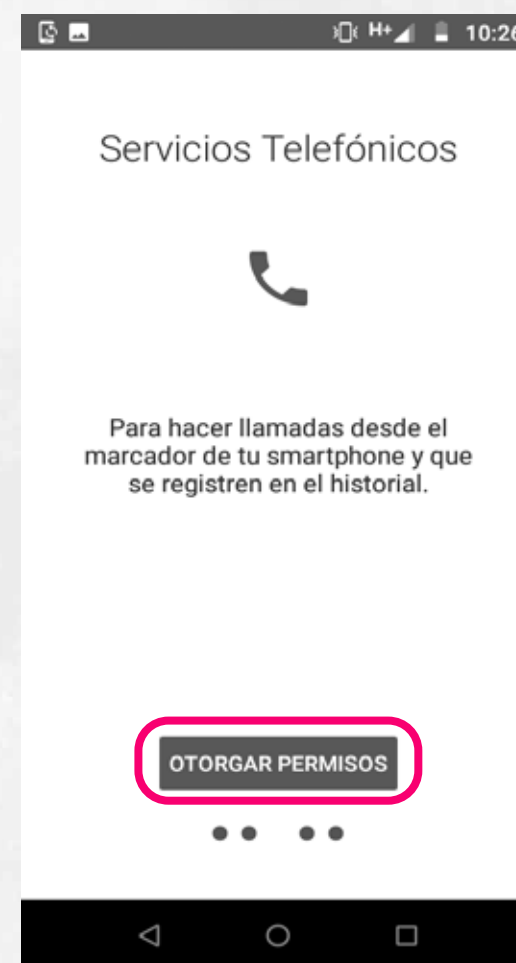 H+ 10:26
Servicios Telefónicos
Para hacer llamadas desde el
marcador de tu smartphone y que
se registren en el historial.
OTORGAR PERMISOS